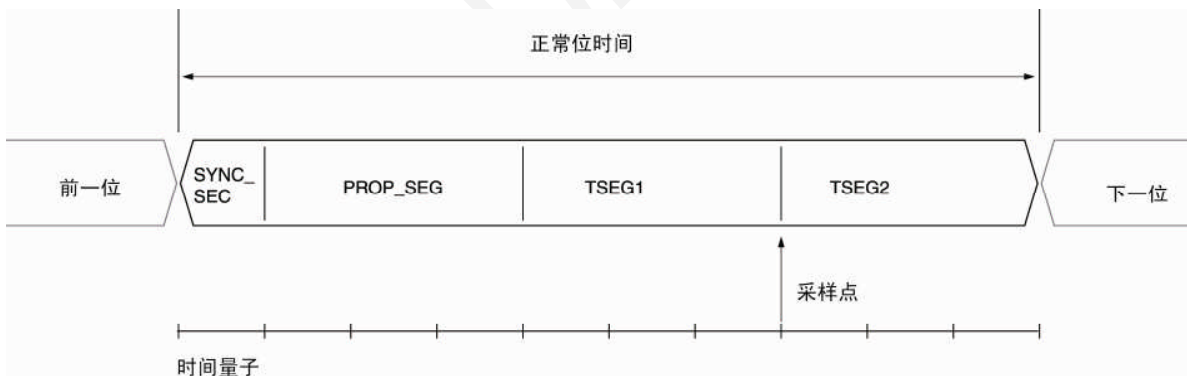 正常位时间
前一位
SYNC_
SEC
PROP_SEG
TSEG1
TSEG2
下一位
采样点
时间量子